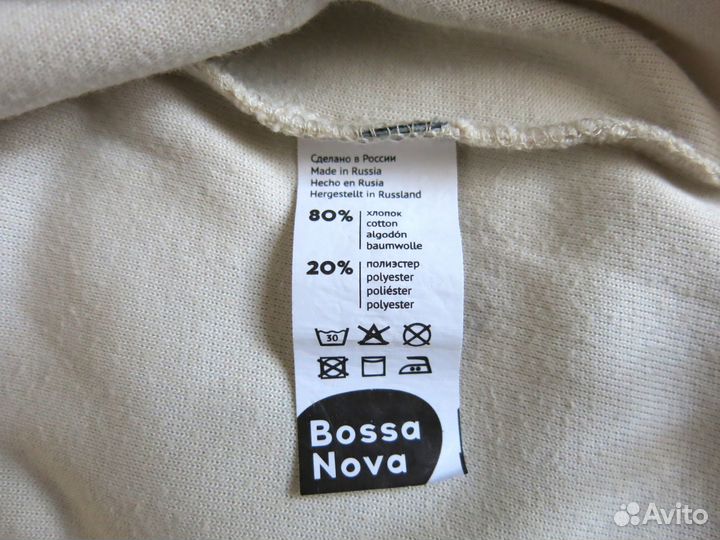 Сделано в России
Made in Russia
Hecho en Rusia
Hergestellt in Russland
80% хлопок
cotton
algodón
baumwolle
20% полиэстер
polyester
poliéster
polyester
30
Bossa
Nova
Avito